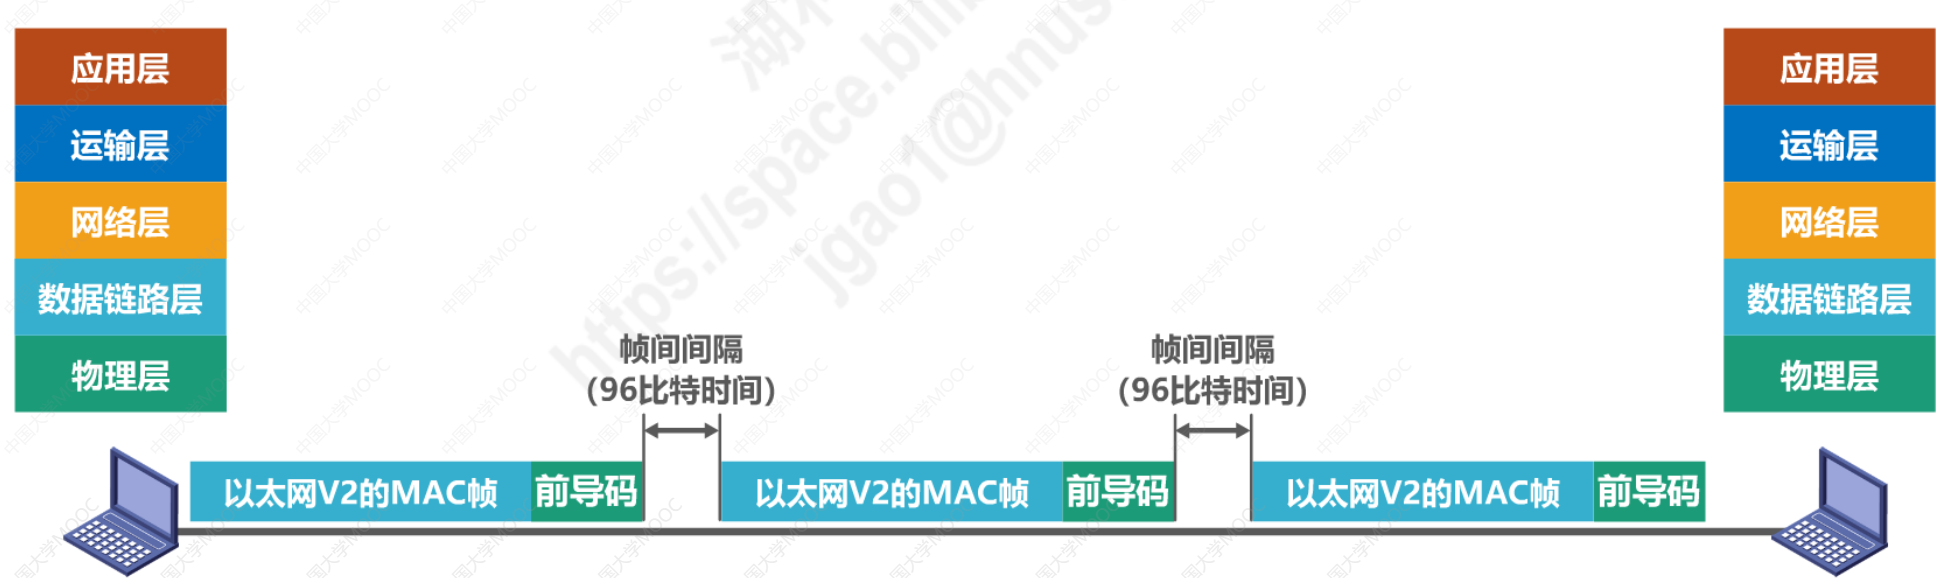 应用层
运输层
网络层
数据链路层
物理层
应用层
运输层
网络层
数据链路层
物理层
帧间间隔
（96比特时间）
帧间间隔
（96比特时间）
以太网V2的MAC帧 前导码 以太网V2的MAC帧 前导码 以太网V2的MAC帧 前导码
中国大学MOOC
https://space.bili
jgao1@hnus